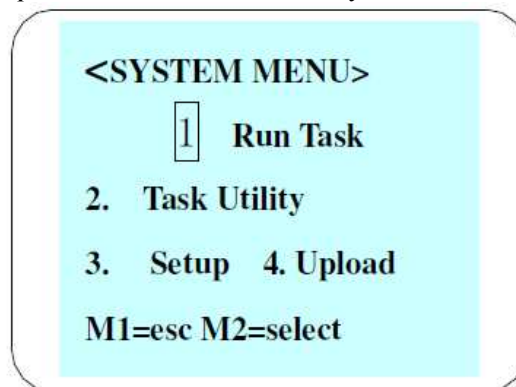 <SYSTEM MENU>
1 Run Task
2. Task Utility
3. Setup 4. Upload
M1=esc M2=select